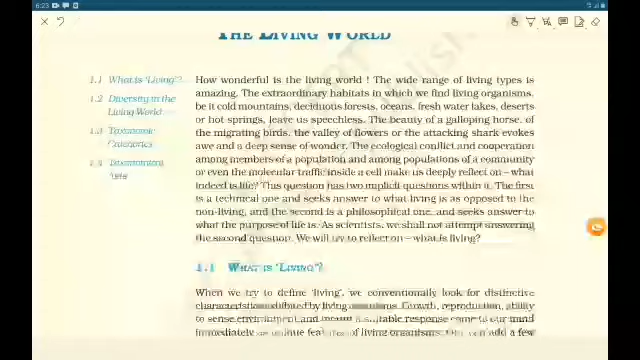 6:23
THE LIVING WORLD
1.1 What is 'Living'?
1.2 Diversity in the
Living World
1.3 Taxonomic
Categories
1.4 Taxonomical
Aids
How wonderful is the living world ! The wide range of living types is
amazing. The extraordinary habitats in which we find living organisms,
be it cold mountains, deciduous forests, oceans, fresh water lakes, deserts
or hot springs, leave us speechless. The beauty of a galloping horse, of
the migrating birds, the valley of flowers or the attacking shark evokes
awe and a deep sense of wonder. The ecological conflict and cooperation
among members of a population and among populations of a community
or even the molecular traffic inside a cell make us deeply reflect on – what
indeed is life? This question has two implicit questions within it. The first
is a technical one and seeks answer to what living is as opposed to the
non-living, and the second is a philosophical one, and seeks answer to
what the purpose of life is. As scientists, we shall not attempt answering
the second question. We will try to reflect on – what is living?
1.1 WHAT IS 'LIVING'?
When we try to define 'living', we conventionally look for distinctive
characteristics exhibited by living organisms. Growth, reproduction, ability
to sense environment and mount a suitable response come to our mind
immediately as unique features of living organisms. One can add a few